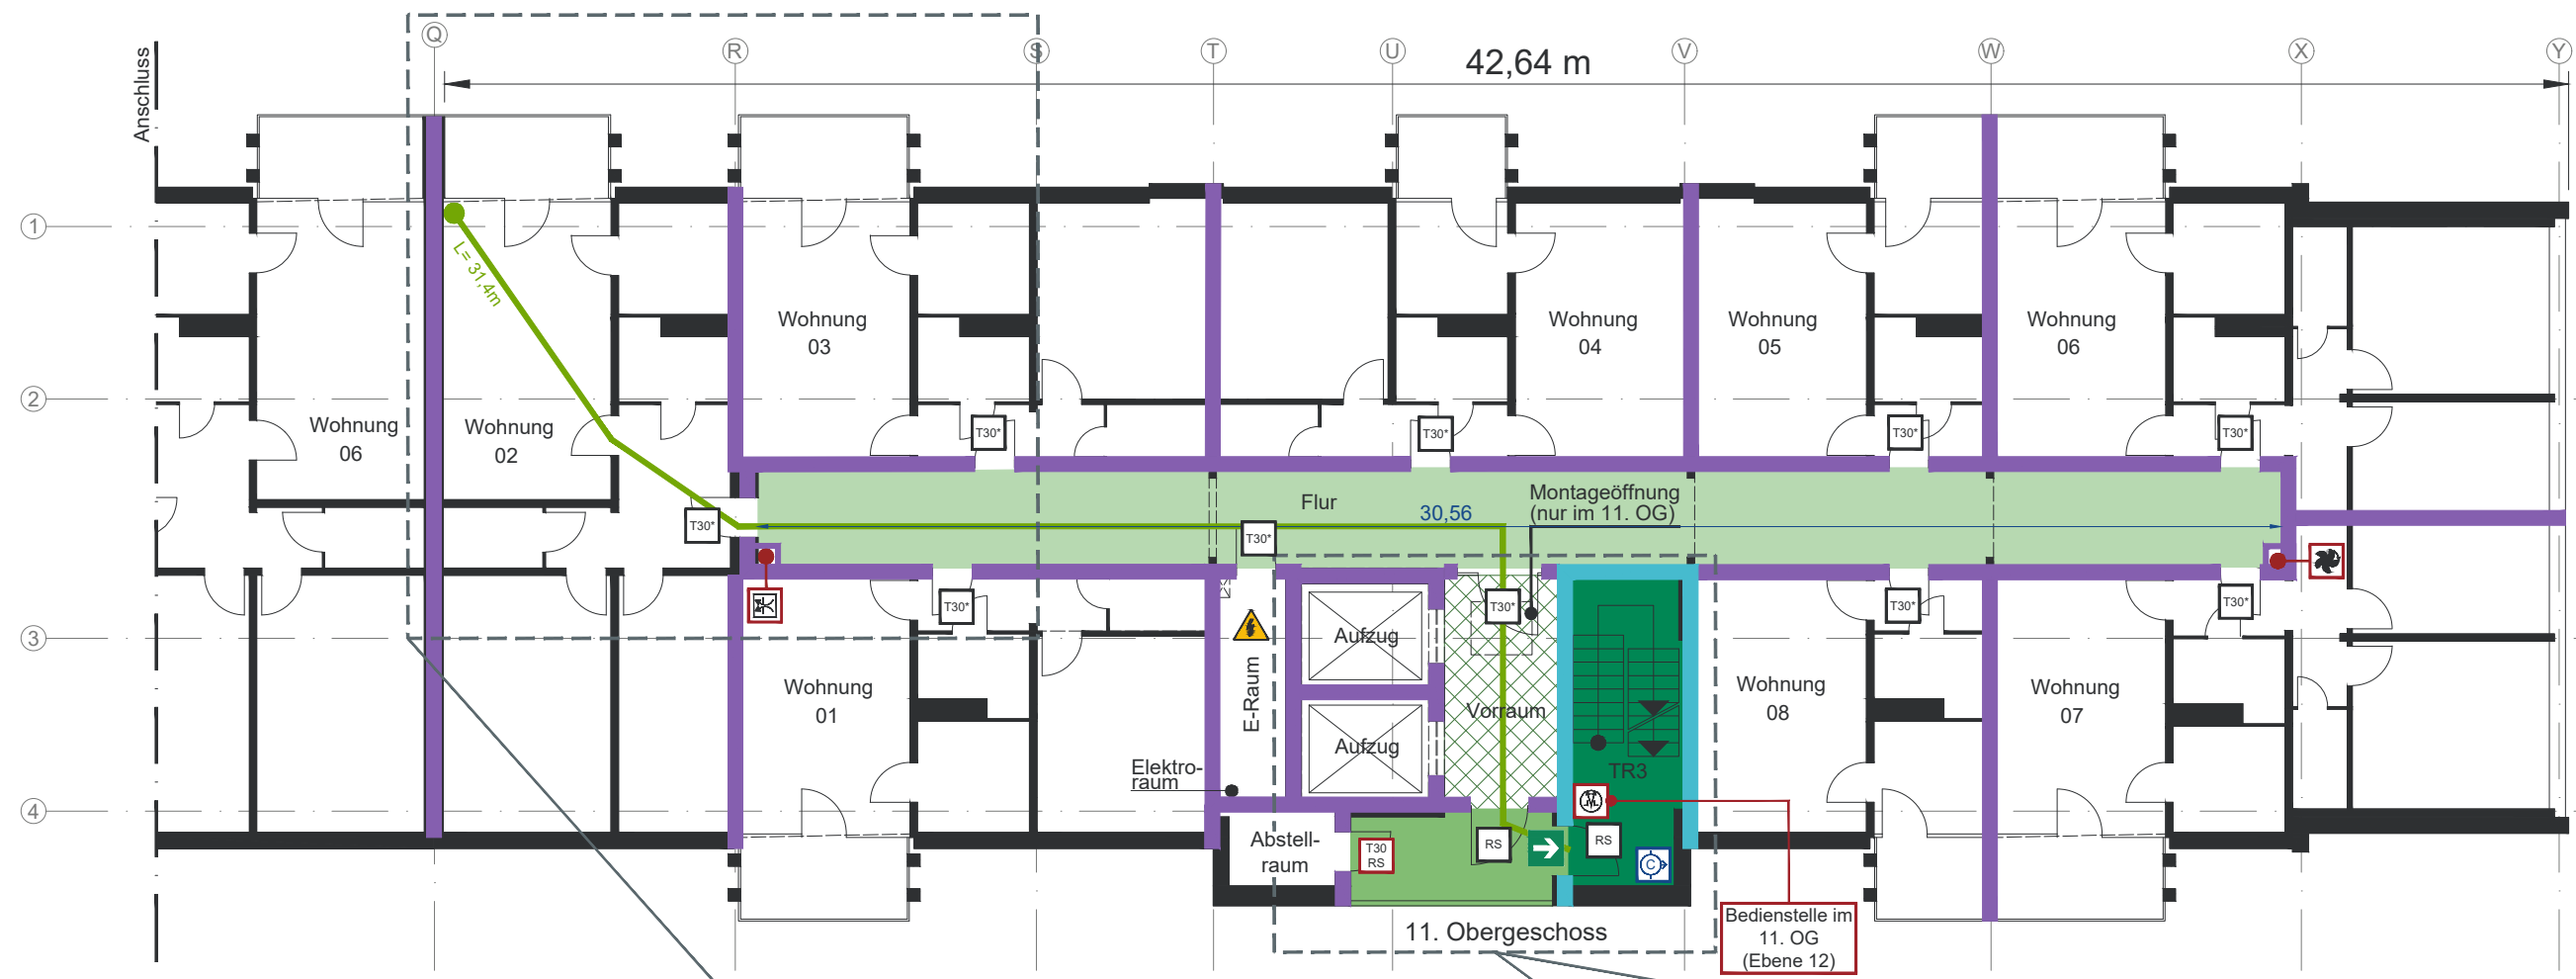 Q
R
S
T
U
V
W
X
Y
42,64 m
Anschluss
1
L= 31,4m
Wohnung
03
Wohnung
04
Wohnung
05
Wohnung
06
2
Wohnung
06
Wohnung
02
T30*
T30*
T30*
T30*
Flur
30,56
Montageöffnung
(nur im 11. OG)
T30*
T30*
T30*
T30*
T30*
T30*
3
Aufzug
E-Raum
Wohnung
01
Vorraum
Aufzug
TR3
Wohnung
08
Wohnung
07
Elektro-
raum
4
Abstell-
raum
T30
RS
RS
RS
C
11. Obergeschoss
Bedienstelle im
11. OG
(Ebene 12)